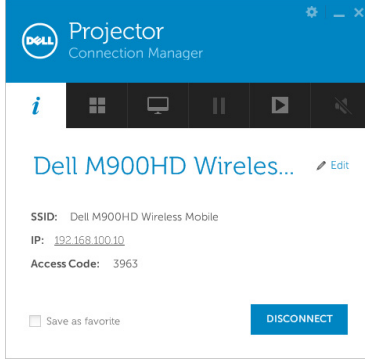 DELL
Projector
Connection Manager
i
Dell M900HD Wireles...
Edit
SSID: Dell M900HD Wireless Mobile
IP: 192.168.100.10
Access Code: 3963
Save as favorite
DISCONNECT